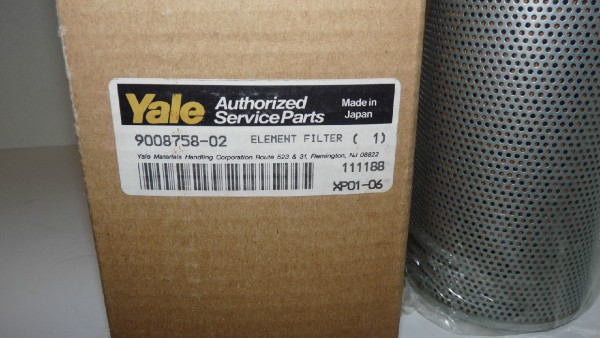 Yale Authorized Service Parts Made in Japan
9008758-02 ELEMENT FILTER ( 1)
Yale Materials Handling Corporation Route 523 & 31, Flemington, NJ 08822
111188
XP01-06